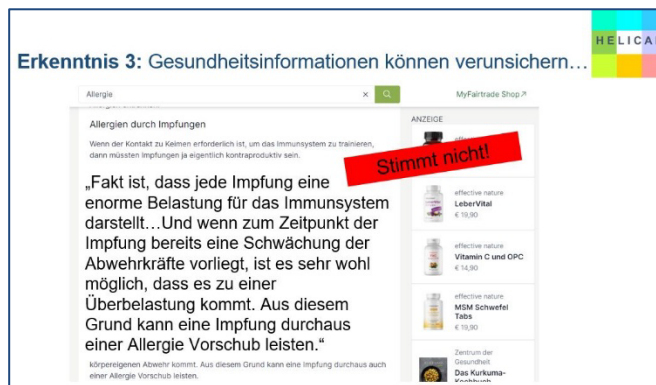 HELICAP
Erkenntnis 3: Gesundheitsinformationen können verunsichern…
Allergie
MyFairtrade Shop
Allergien durch Impfungen
ANZEIGE
Wenn der Kontakt zu Keimen erforderlich ist, um das Immunsystem zu trainieren,
dann müssten Impfungen ja eigentlich kontraproduktiv sein.
Stimmt nicht!
„Fakt ist, dass jede Impfung eine
enorme Belastung für das Immunsystem
darstellt…Und wenn zum Zeitpunkt der
Impfung bereits eine Schwächung der
Abwehrkräfte vorliegt, ist es sehr wohl
möglich, dass es zu einer
Überbelastung kommt. Aus diesem
Grund kann eine Impfung durchaus
einer Allergie Vorschub leisten.“
körpereigenen Abwehr kommt. Aus diesem Grund kann eine Impfung durchaus auch
einer Allergie Vorschub leisten.
effective nature
LeberVital
€ 19,90
effective nature
Vitamin C und OPC
€ 14,90
effective nature
MSM Schwefel
Tabs
€ 19,90
Zentrum der
Gesundheit
Das Kurkuma-